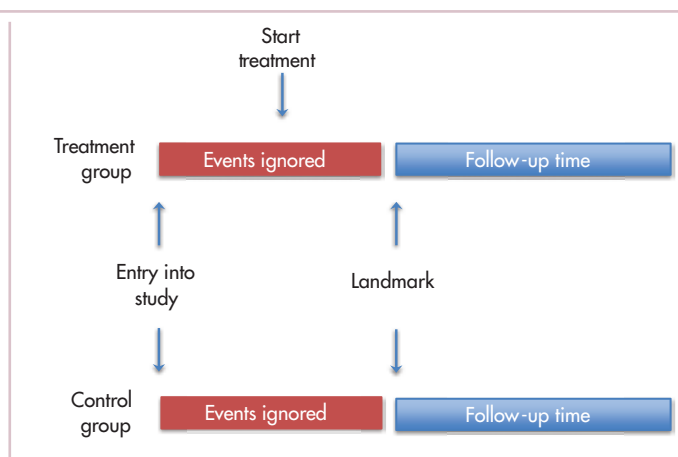 Start
treatment
Treatment
group
Events ignored
Follow-up time
Entry into
study
Landmark
Control
group
Events ignored
Follow-up time